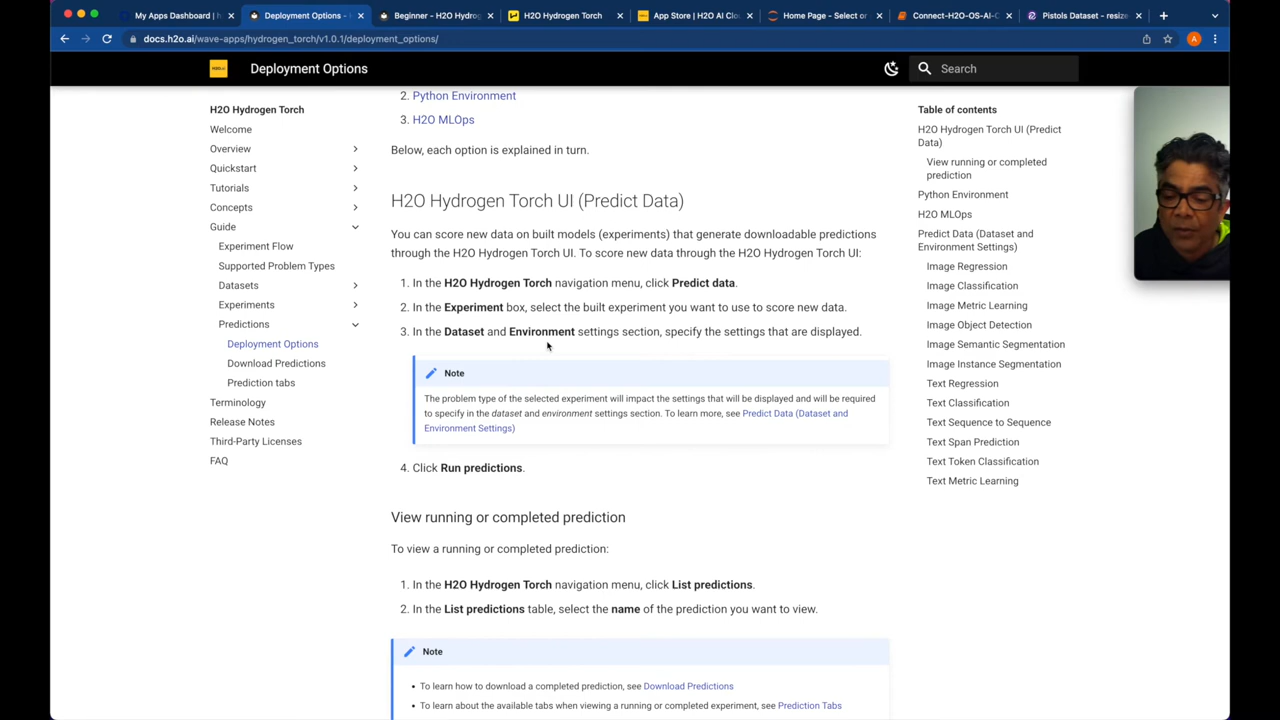 My Apps Dashboard | h
Deployment Options -
Beginner - H2O Hydrog
H2O Hydrogen Torch
App Store | H2O AI Clou
Home Page - Select or
Connect-H2O-OS-AI-C
Pistols Dataset - resize
docs.h2o.ai/wave-apps/hydrogen_torch/v1.0.1/deployment_options/
A
H2O.ai
Deployment Options
Search
H2O Hydrogen Torch
Welcome
Overview
Quickstart
Tutorials
Concepts
Guide
Experiment Flow
Supported Problem Types
Datasets
Experiments
Predictions
Deployment Options
Download Predictions
Prediction tabs
Terminology
Release Notes
Third-Party Licenses
FAQ
2. Python Environment
3. H2O MLOps
Below, each option is explained in turn.
H2O Hydrogen Torch UI (Predict Data)
You can score new data on built models (experiments) that generate downloadable predictions
through the H2O Hydrogen Torch UI. To score new data through the H2O Hydrogen Torch UI:
1. In the H2O Hydrogen Torch navigation menu, click Predict data.
2. In the Experiment box, select the built experiment you want to use to score new data.
3. In the Dataset and Environment settings section, specify the settings that are displayed.
Note
The problem type of the selected experiment will impact the settings that will be displayed and will be required
to specify in the dataset and environment settings section. To learn more, see Predict Data (Dataset and
Environment Settings)
4. Click Run predictions.
View running or completed prediction
To view a running or completed prediction:
1. In the H2O Hydrogen Torch navigation menu, click List predictions.
2. In the List predictions table, select the name of the prediction you want to view.
Note
• To learn how to download a completed prediction, see Download Predictions
• To learn about the available tabs when viewing a running or completed experiment, see Prediction Tabs
Table of contents
H2O Hydrogen Torch UI (Predict
Data)
View running or completed
prediction
Python Environment
H2O MLOps
Predict Data (Dataset and
Environment Settings)
Image Regression
Image Classification
Image Metric Learning
Image Object Detection
Image Semantic Segmentation
Image Instance Segmentation
Text Regression
Text Classification
Text Sequence to Sequence
Text Span Prediction
Text Token Classification
Text Metric Learning